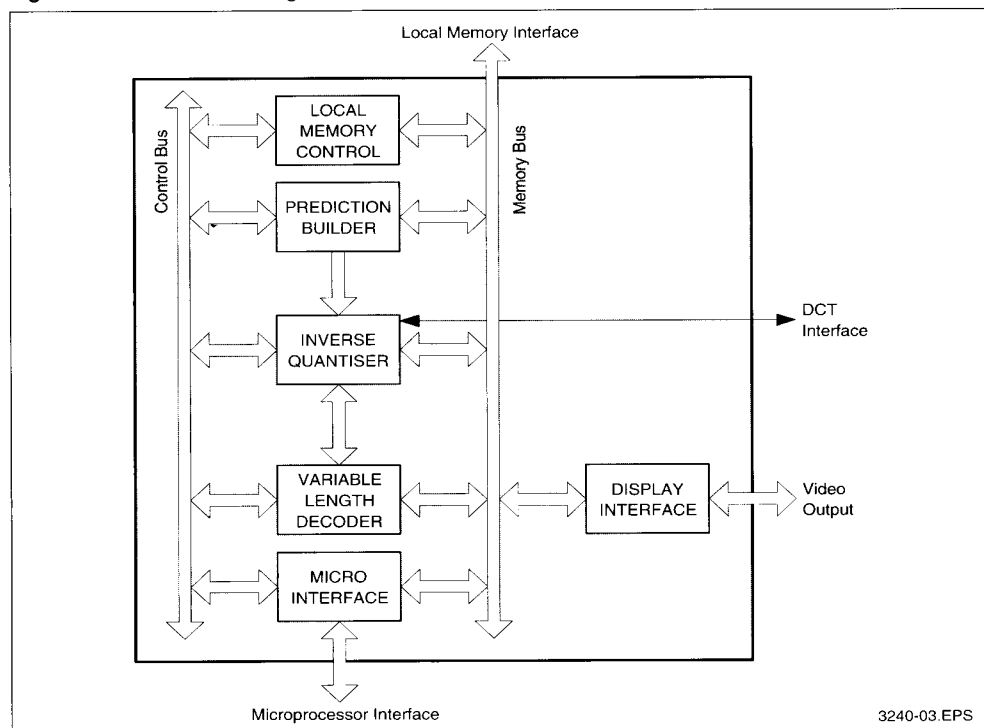 Local Memory Interface
LOCAL
MEMORY
CONTROL
Control Bus
Memory Bus
PREDICTION
BUILDER
DCT
Interface
INVERSE
QUANTISER
VARIABLE
LENGTH
DECODER
DISPLAY
INTERFACE
Video
Output
MICRO
INTERFACE
Microprocessor Interface
3240-03.EPS